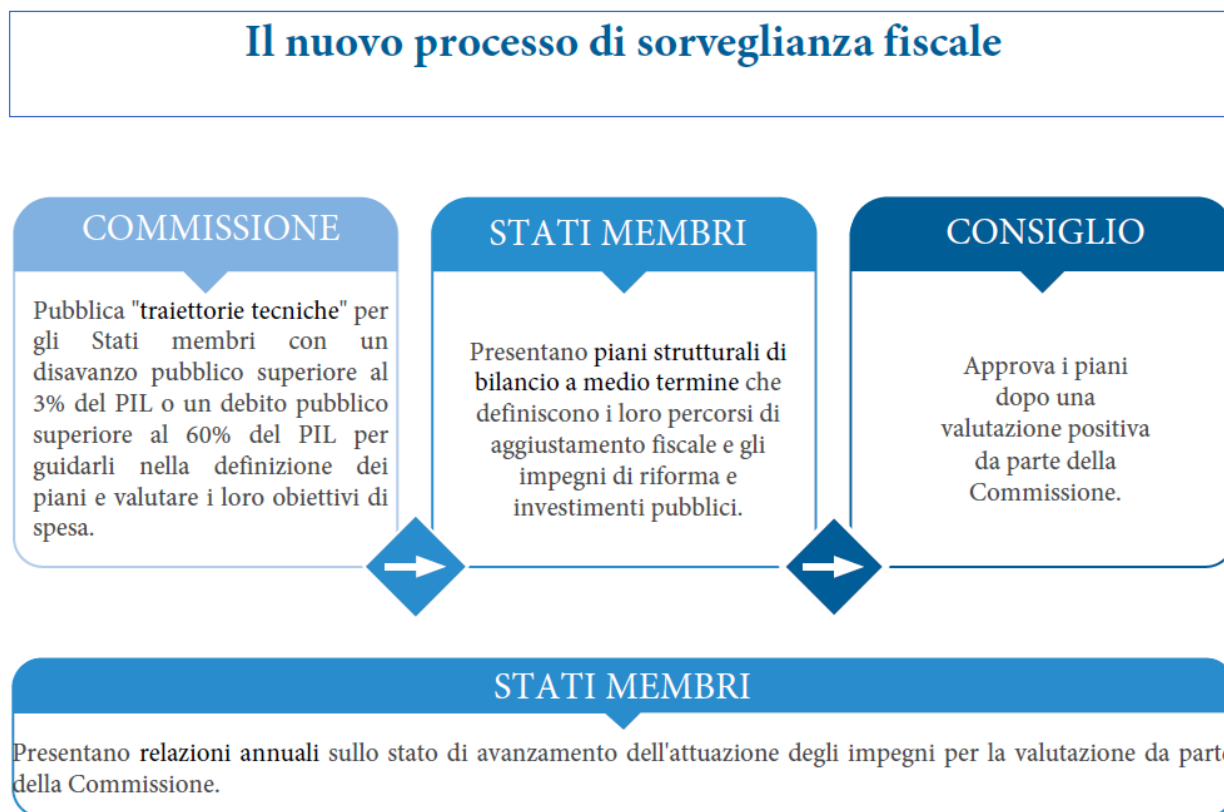 Il nuovo processo di sorveglianza fiscale
COMMISSIONE
Pubblica "traiettorie tecniche" per
gli Stati membri con un
disavanzo pubblico superiore al
3% del PIL o un debito pubblico
superiore al 60% del PIL per
guidarli nella definizione dei
piani e valutare i loro obiettivi di
spesa.
STATI MEMBRI
Presentano piani strutturali di
bilancio a medio termine che
definiscono i loro percorsi di
aggiustamento fiscale e gli
impegni di riforma e
investimenti pubblici.
CONSIGLIO
Approva i piani
dopo una
valutazione positiva
da parte della
Commissione.
STATI MEMBRI
Presentano relazioni annuali sullo stato di avanzamento dell'attuazione degli impegni per la valutazione da parte
della Commissione.